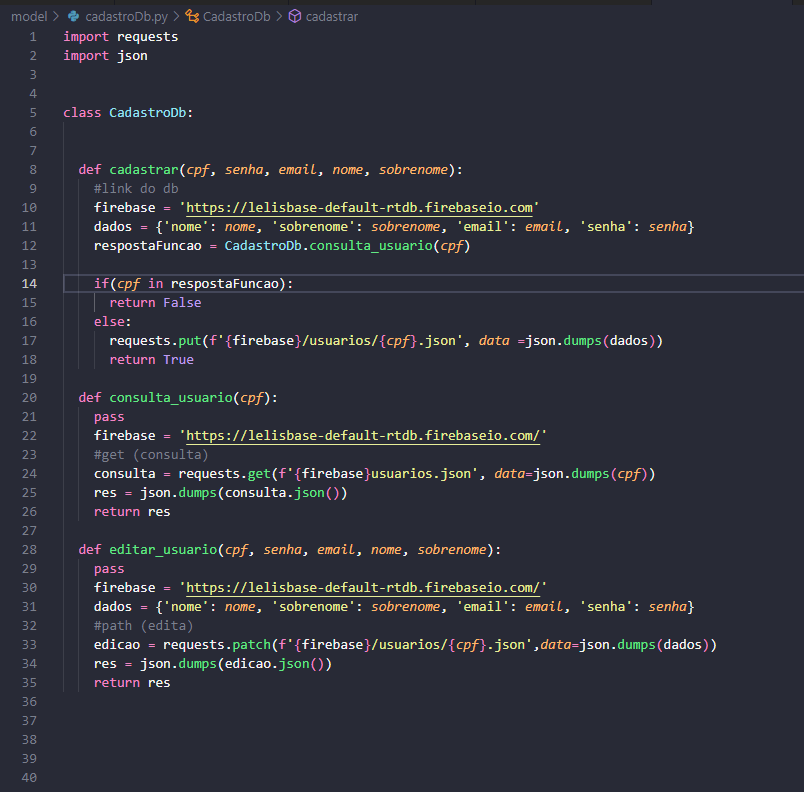 model > cadastroDb.py > CadastroDb > cadastrar
1 import requests
2 import json
3
4
5 class CadastroDb:
6
7
8 def cadastrar(cpf, senha, email, nome, sobrenome):
9 #link do db
10 firebase = 'https://lelisbase-default-rtdb.firebaseio.com'
11 dados = {'nome': nome, 'sobrenome': sobrenome, 'email': email, 'senha': senha}
12 respostaFuncao = CadastroDb.consulta_usuario(cpf)
13
14 if(cpf in respostaFuncao):
15 return False
16 else:
17 requests.put(f'{firebase}/usuarios/{cpf}.json', data =json.dumps(dados))
18 return True
19
20 def consulta_usuario(cpf):
21 pass
22 firebase = 'https://lelisbase-default-rtdb.firebaseio.com/'
23 #get (consulta)
24 consulta = requests.get(f'{firebase}usuarios.json', data=json.dumps(cpf))
25 res = json.dumps(consulta.json())
26 return res
27
28 def editar_usuario(cpf, senha, email, nome, sobrenome):
29 pass
30 firebase = 'https://lelisbase-default-rtdb.firebaseio.com/'
31 dados = {'nome': nome, 'sobrenome': sobrenome, 'email': email, 'senha': senha}
32 #path (edita)
33 edicao = requests.patch(f'{firebase}/usuarios/{cpf}.json',data=json.dumps(dados))
34 res = json.dumps(edicao.json())
35 return res
36
37
38
39
40